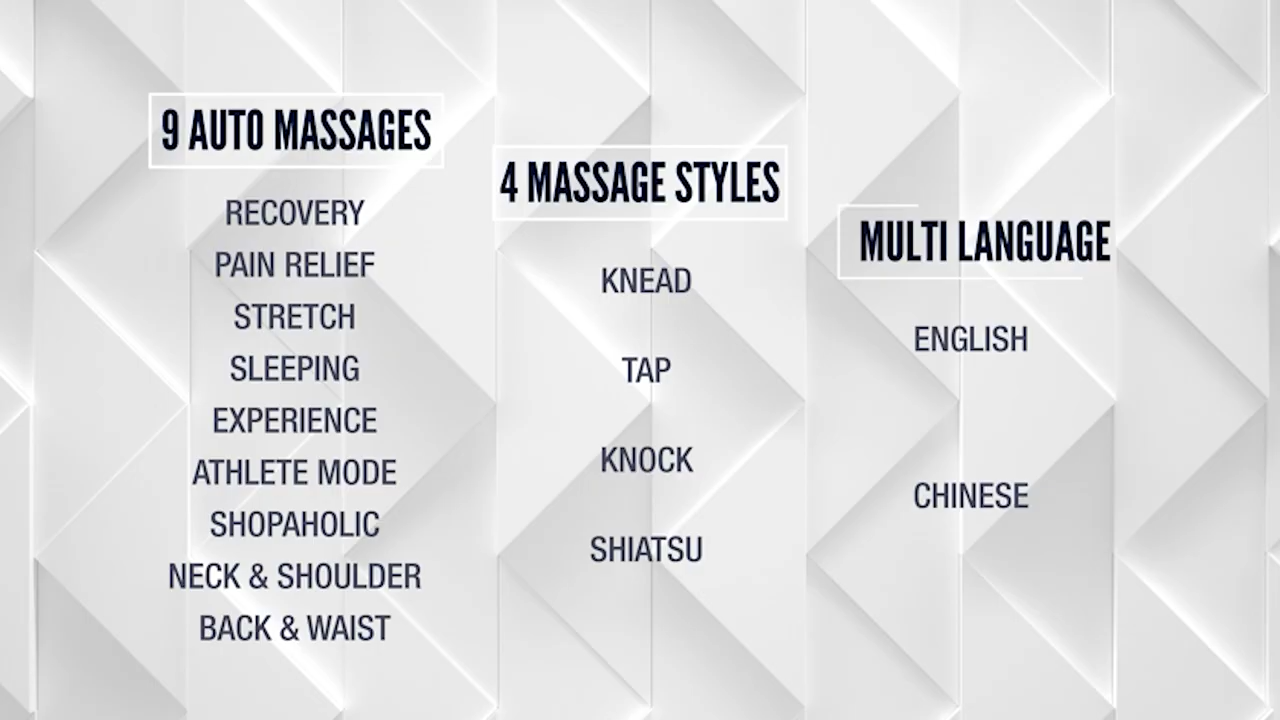 9 AUTO MASSAGES
RECOVERY
PAIN RELIEF
STRETCH
SLEEPING
EXPERIENCE
ATHLETE MODE
SHOPAHOLIC
NECK & SHOULDER
BACK & WAIST
4 MASSAGE STYLES
KNEAD
TAP
KNOCK
SHIATSU
MULTI LANGUAGE
ENGLISH
CHINESE